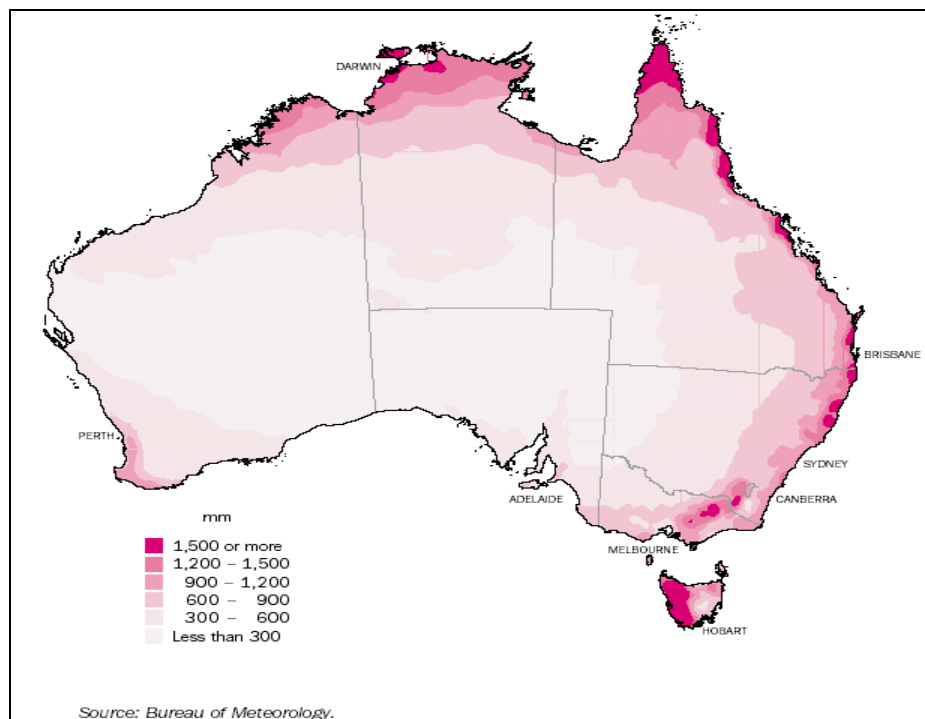 DARWIN
BRISBANE
PERTH
SYDNEY
ADELAIDE
CANBERRA
mm
1,500 or more
MELBOURNE
1,200 – 1,500
900 – 1,200
600 – 900
300 – 600
HOBART
Less than 300
Source: Bureau of Meteorology.